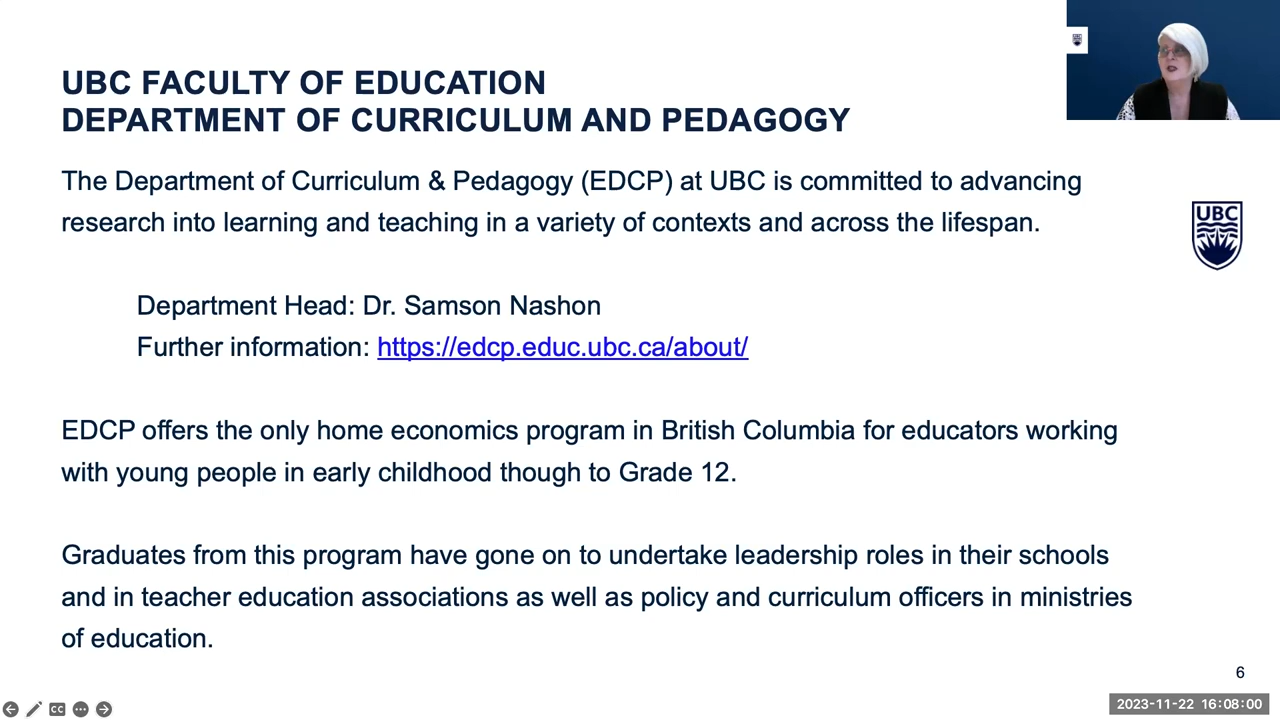 UBC FACULTY OF EDUCATION
DEPARTMENT OF CURRICULUM AND PEDAGOGY
The Department of Curriculum & Pedagogy (EDCP) at UBC is committed to advancing
research into learning and teaching in a variety of contexts and across the lifespan.
UBC
Department Head: Dr. Samson Nashon
Further information: https://edcp.educ.ubc.ca/about/
EDCP offers the only home economics program in British Columbia for educators working
with young people in early childhood though to Grade 12.
Graduates from this program have gone on to undertake leadership roles in their schools
and in teacher education associations as well as policy and curriculum officers in ministries
of education.
6
CC
2023-11-22 16:08:00